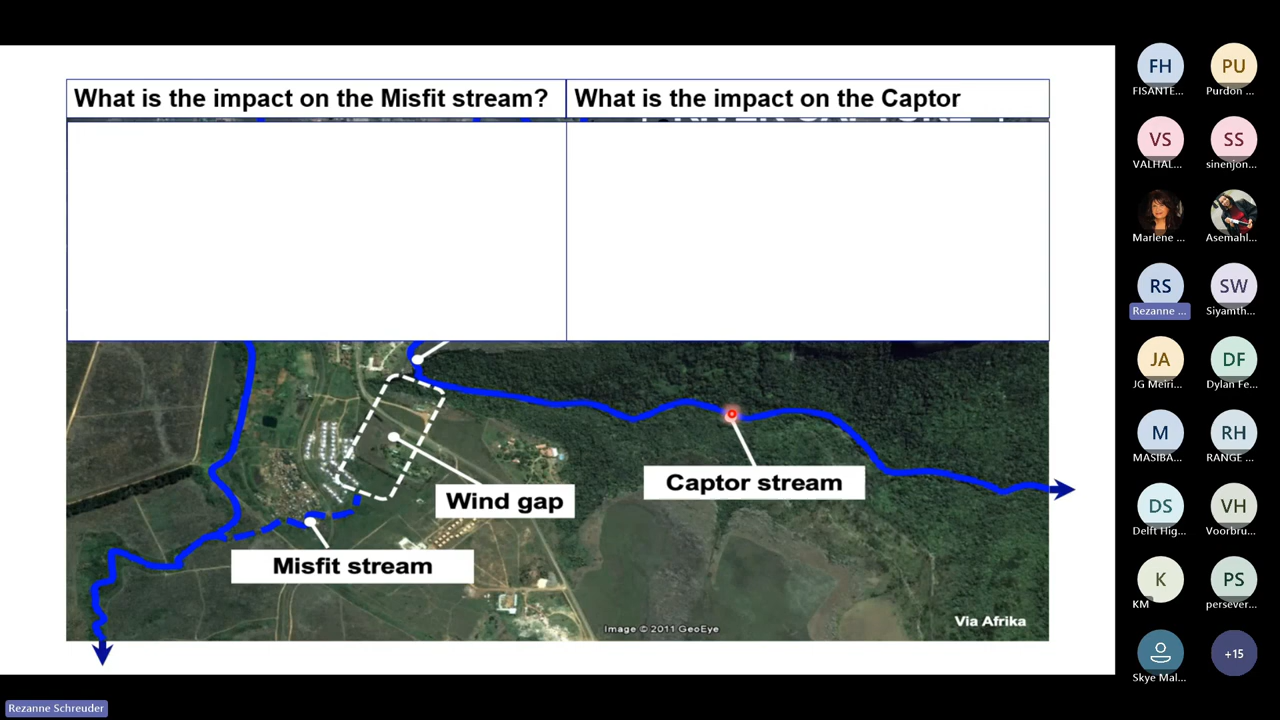 What is the impact on the Misfit stream?
What is the impact on the Captor
RIVER CAPTURE
Wind gap
Captor stream
Misfit stream
Image © 2011 GeoEye
Via Afrika
FH
FISANTE...
PU
Purdon ...
VS
VALHAL...
SS
sinenjon...
Marlene ...
Asemahl...
RS
Rezanne ...
SW
Siyamth...
JA
JG Meiri...
DF
Dylan Fe...
M
MASIBA...
RH
RANGE ...
DS
Delft Hig...
VH
Voorbru...
K
KM
PS
persever...
Skye Mal...
+15
Rezanne Schreuder